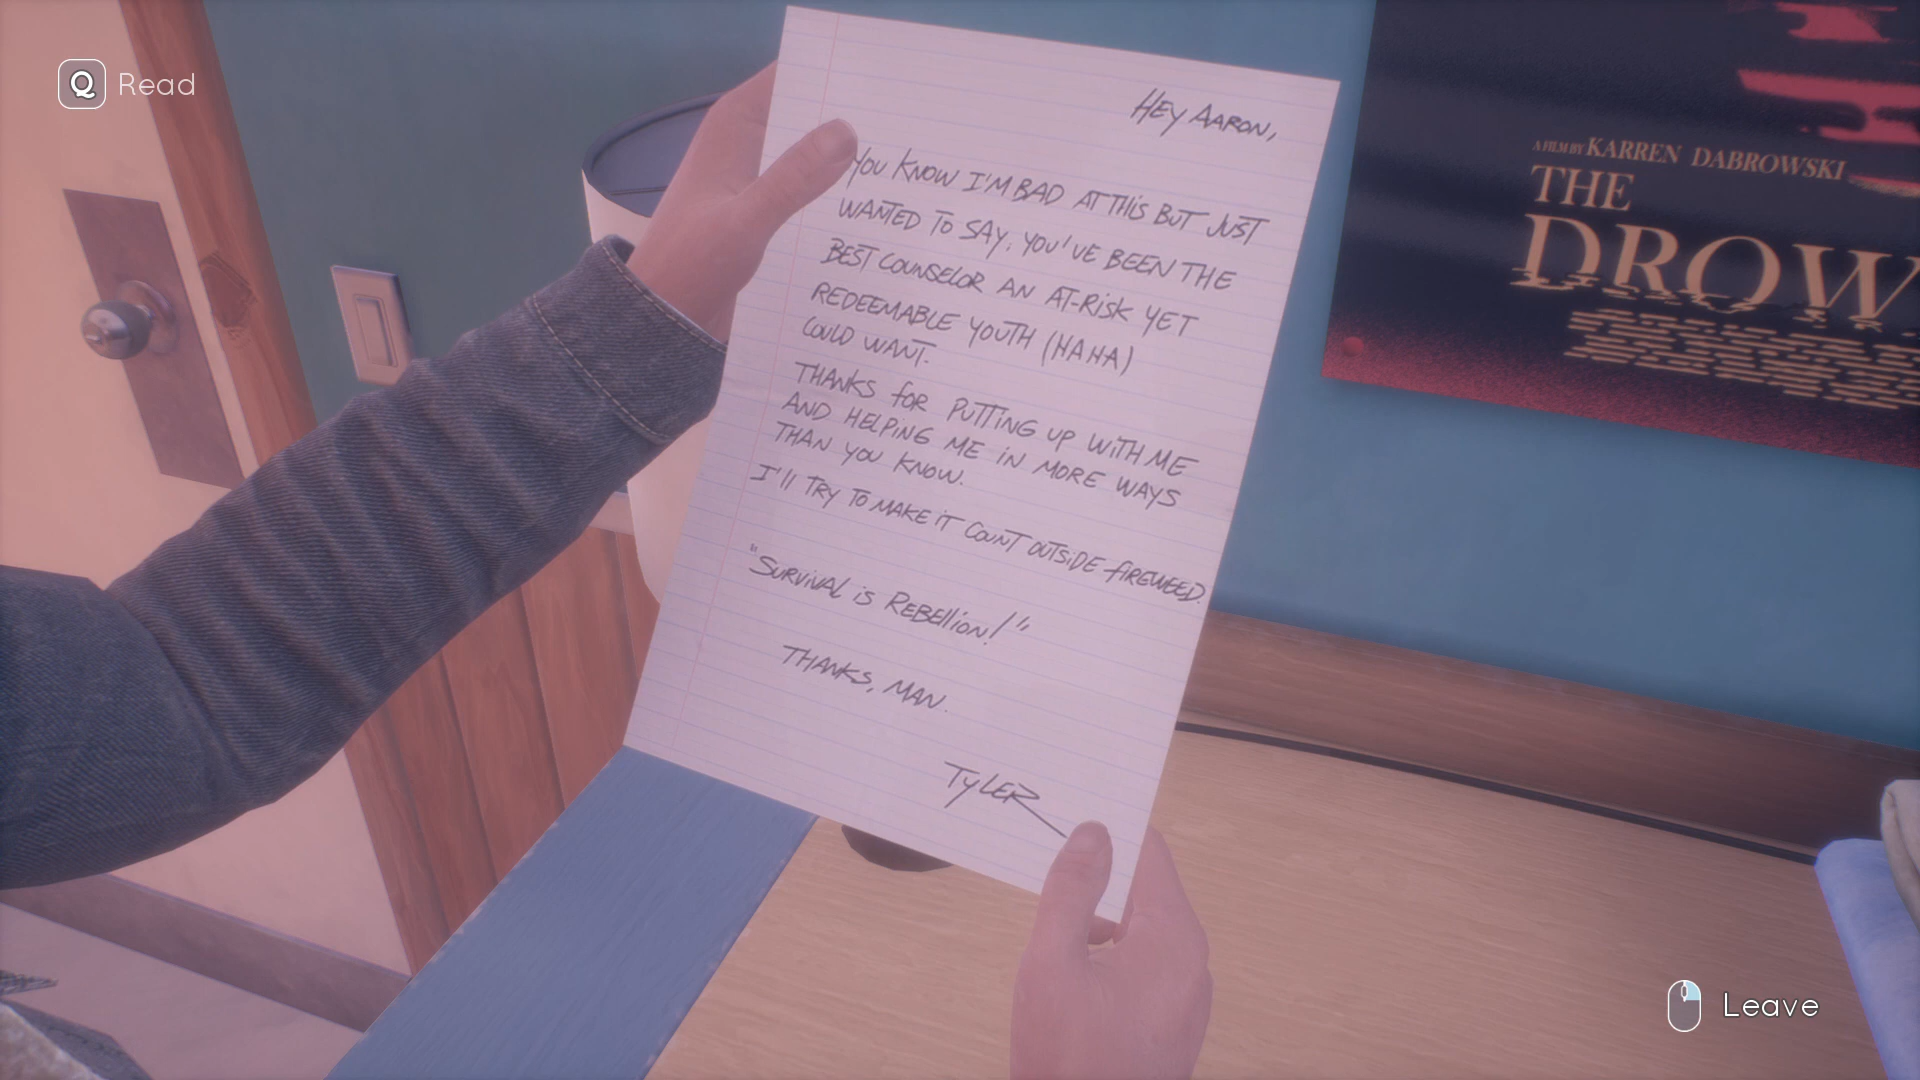 Q Read
HEY AARON,
YOU KNOW I'M BAD AT THIS BUT JUST
WANTED TO SAY, YOU'VE BEEN THE
BEST COUNSELOR AN AT-RISK YET
REDEEMABLE YOUTH (HAHA)
COULD WANT.
THANKS FOR PUTTING UP WITH ME
AND HELPING ME IN MORE WAYS
THAN YOU KNOW.
I'll TRY TO MAKE IT COUNT OUTSIDE FIREWEED.
"SURVIVAL IS REBELLION!"
THANKS, MAN.
TYLER
A FILM BY KARREN DABROWSKI
THE
DROW
Leave